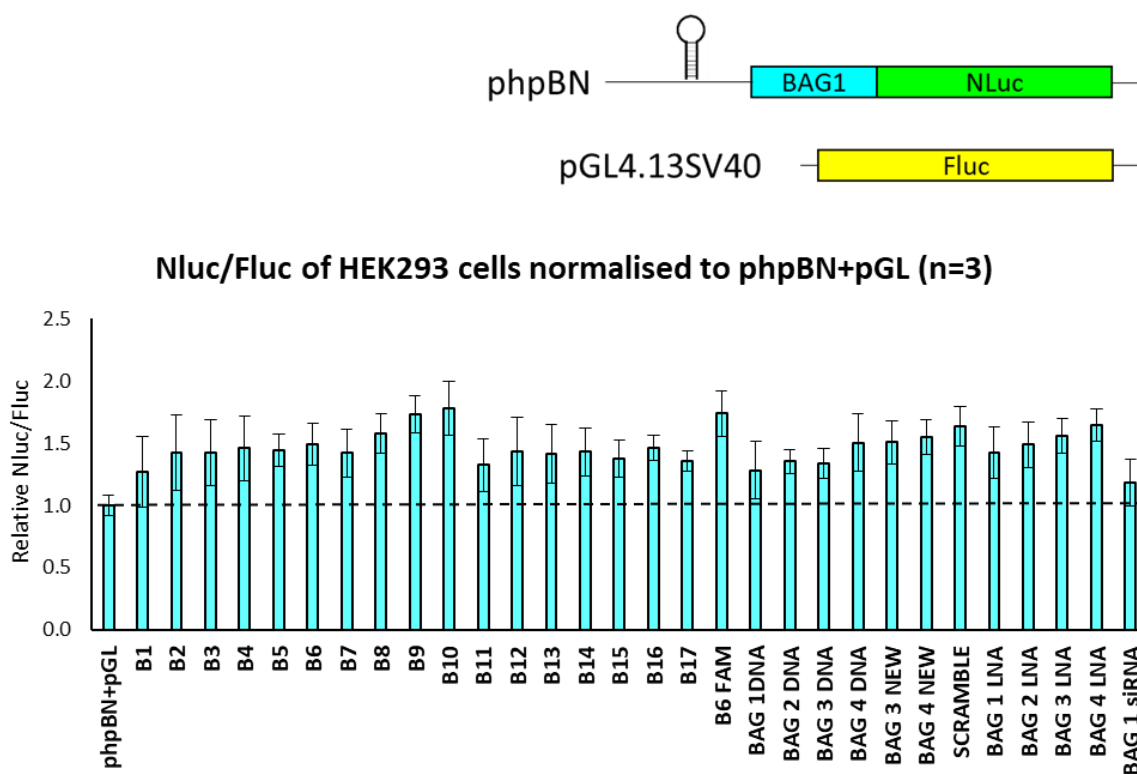 phpBN
BAG1
NLuc
pGL4.13SV40
Fluc
Nluc/Fluc of HEK293 cells normalised to phpBN+pGL (n=3)
Relative Nluc/Fluc
2.5
2.0
1.5
1.0
0.5
0.0
phpBN+pGL
B1
B2
B3
B4
B5
B6
B7
B8
B9
B10
B11
B12
B13
B14
B15
B16
B17
B6 FAM
BAG 1DNA
BAG 2 DNA
BAG 3 DNA
BAG 4 DNA
BAG 3 NEW
BAG 4 NEW
SCRAMBLE
BAG 1 LNA
BAG 2 LNA
BAG 3 LNA
BAG 4 LNA
BAG 1 siRNA